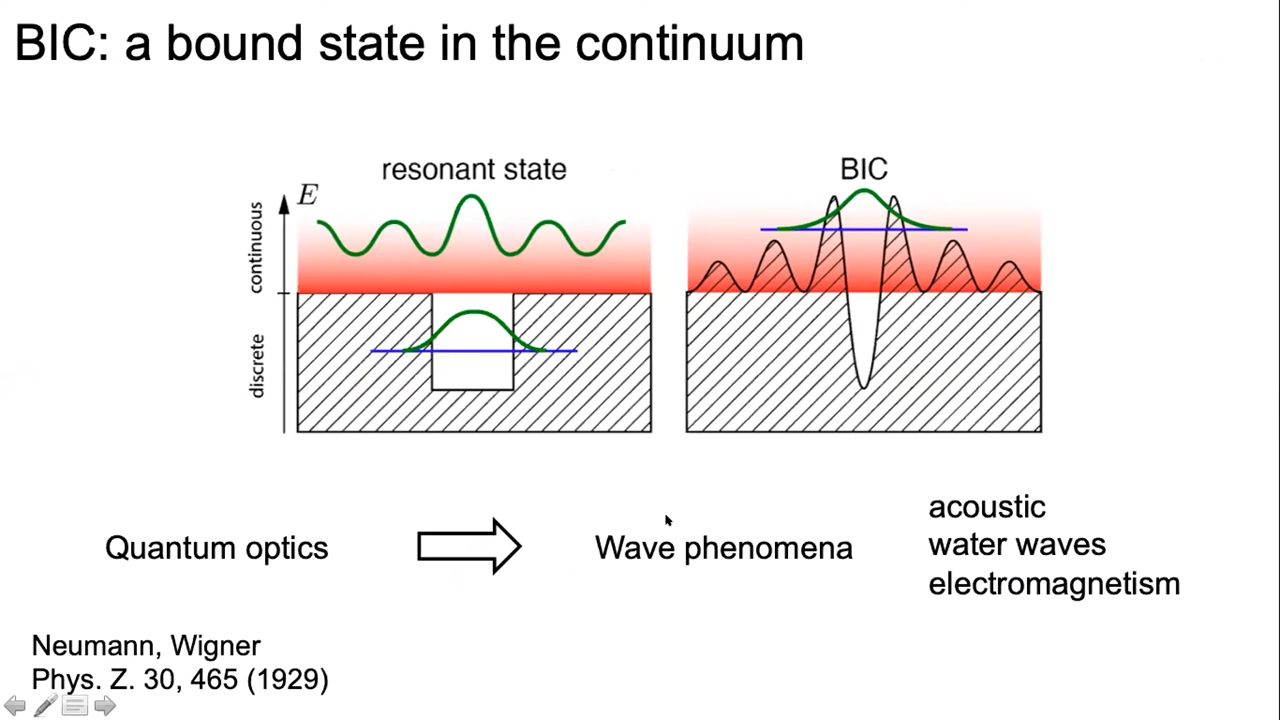 BIC: a bound state in the continuum
resonant state
BIC
E
continuous
discrete
Quantum optics
Wave phenomena
acoustic
water waves
electromagnetism
Neumann, Wigner
Phys. Z. 30, 465 (1929)